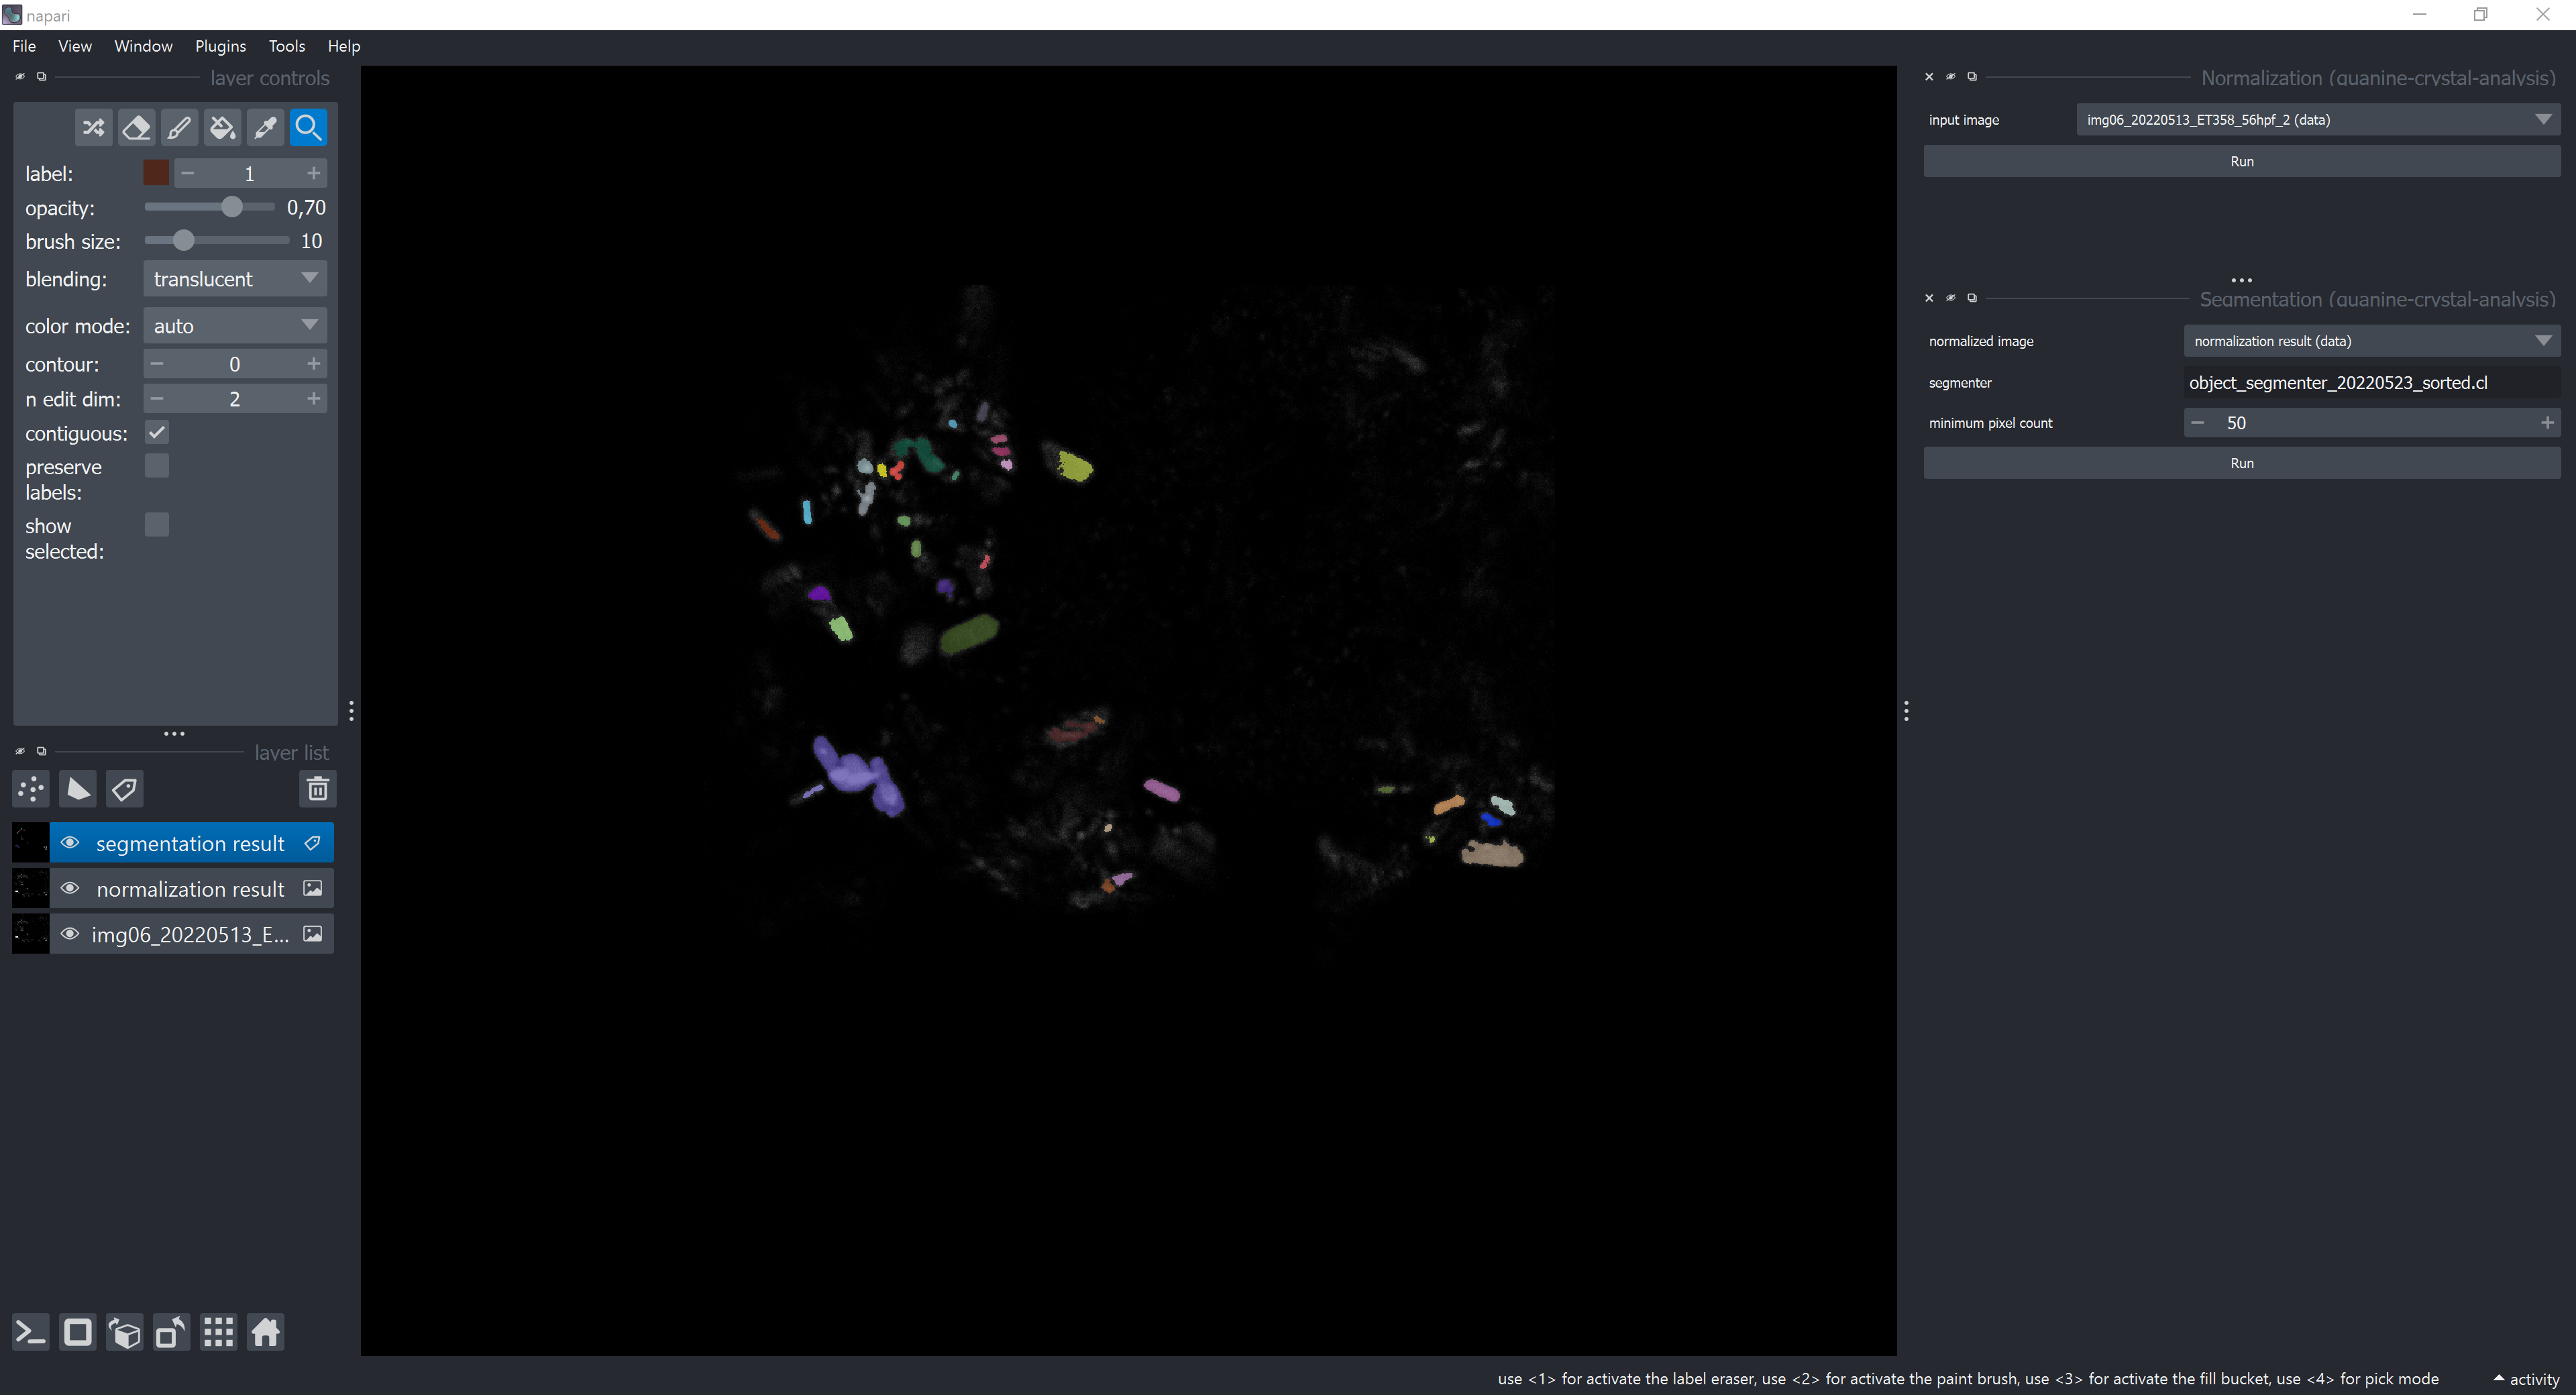 napari
File View Window Plugins Tools Help
layer controls
label: 1
opacity: 0,70
brush size: 10
blending: translucent
color mode: auto
contour: 0
n edit dim: 2
contiguous:
preserve
labels:
show
selected:
layer list
segmentation result
normalization result
img06_20220513_E...
Normalization (guanine-crystal-analysis)
input image img06_20220513_ET358_56hpf_2 (data)
Run
Segmentation (guanine-crystal-analysis)
normalized image normalization result (data)
segmenter object_segmenter_20220523_sorted.cl
minimum pixel count 50
Run
use <1> for activate the label eraser, use <2> for activate the paint brush, use <3> for activate the fill bucket, use <4> for pick mode activity